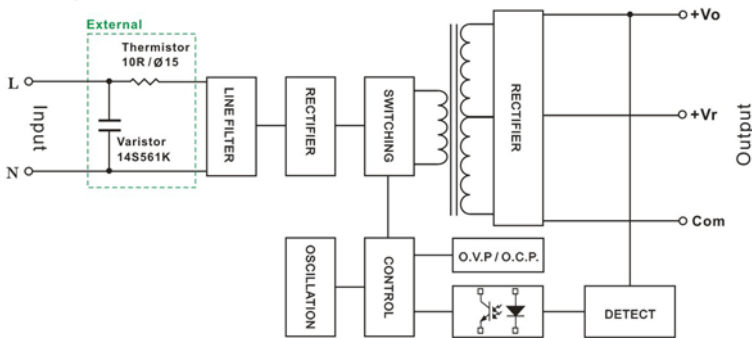 External
Thermistor
10R / Ø15
L
Input
N
Varistor
14S561K
LINE FILTER
RECTIFIER
SWITCHING
RECTIFIER
+Vo
+Vr
Com
Output
OSCILLATION
CONTROL
O.V.P / O.C.P.
DETECT